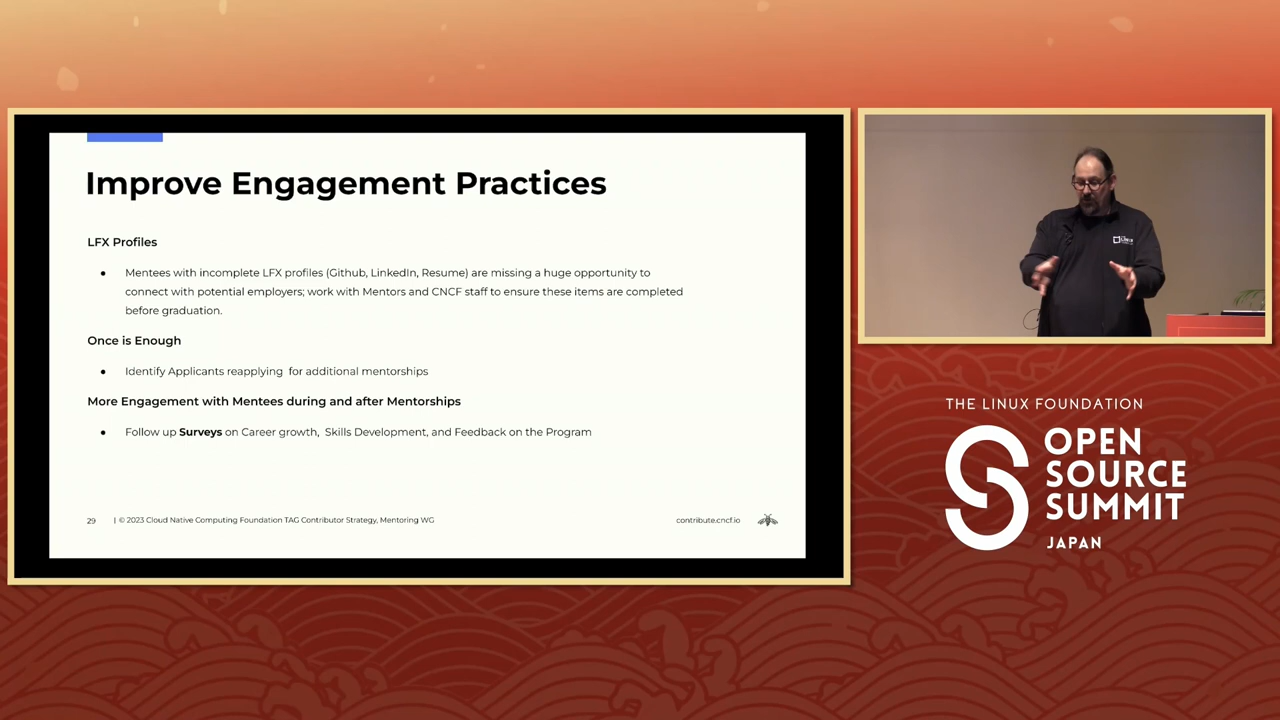 Improve Engagement Practices
LFX Profiles
● Mentees with incomplete LFX profiles (Github, LinkedIn, Resume) are missing a huge opportunity to
connect with potential employers; work with Mentors and CNCF staff to ensure these items are completed
before graduation.
Once is Enough
● Identify Applicants reapplying for additional mentorships
More Engagement with Mentees during and after Mentorships
● Follow up Surveys on Career growth, Skills Development, and Feedback on the Program
29 | © 2023 Cloud Native Computing Foundation TAG Contributor Strategy, Mentoring WG
contribute.cncf.io
THE LINUX FOUNDATION
OPEN
SOURCE
SUMMIT
JAPAN